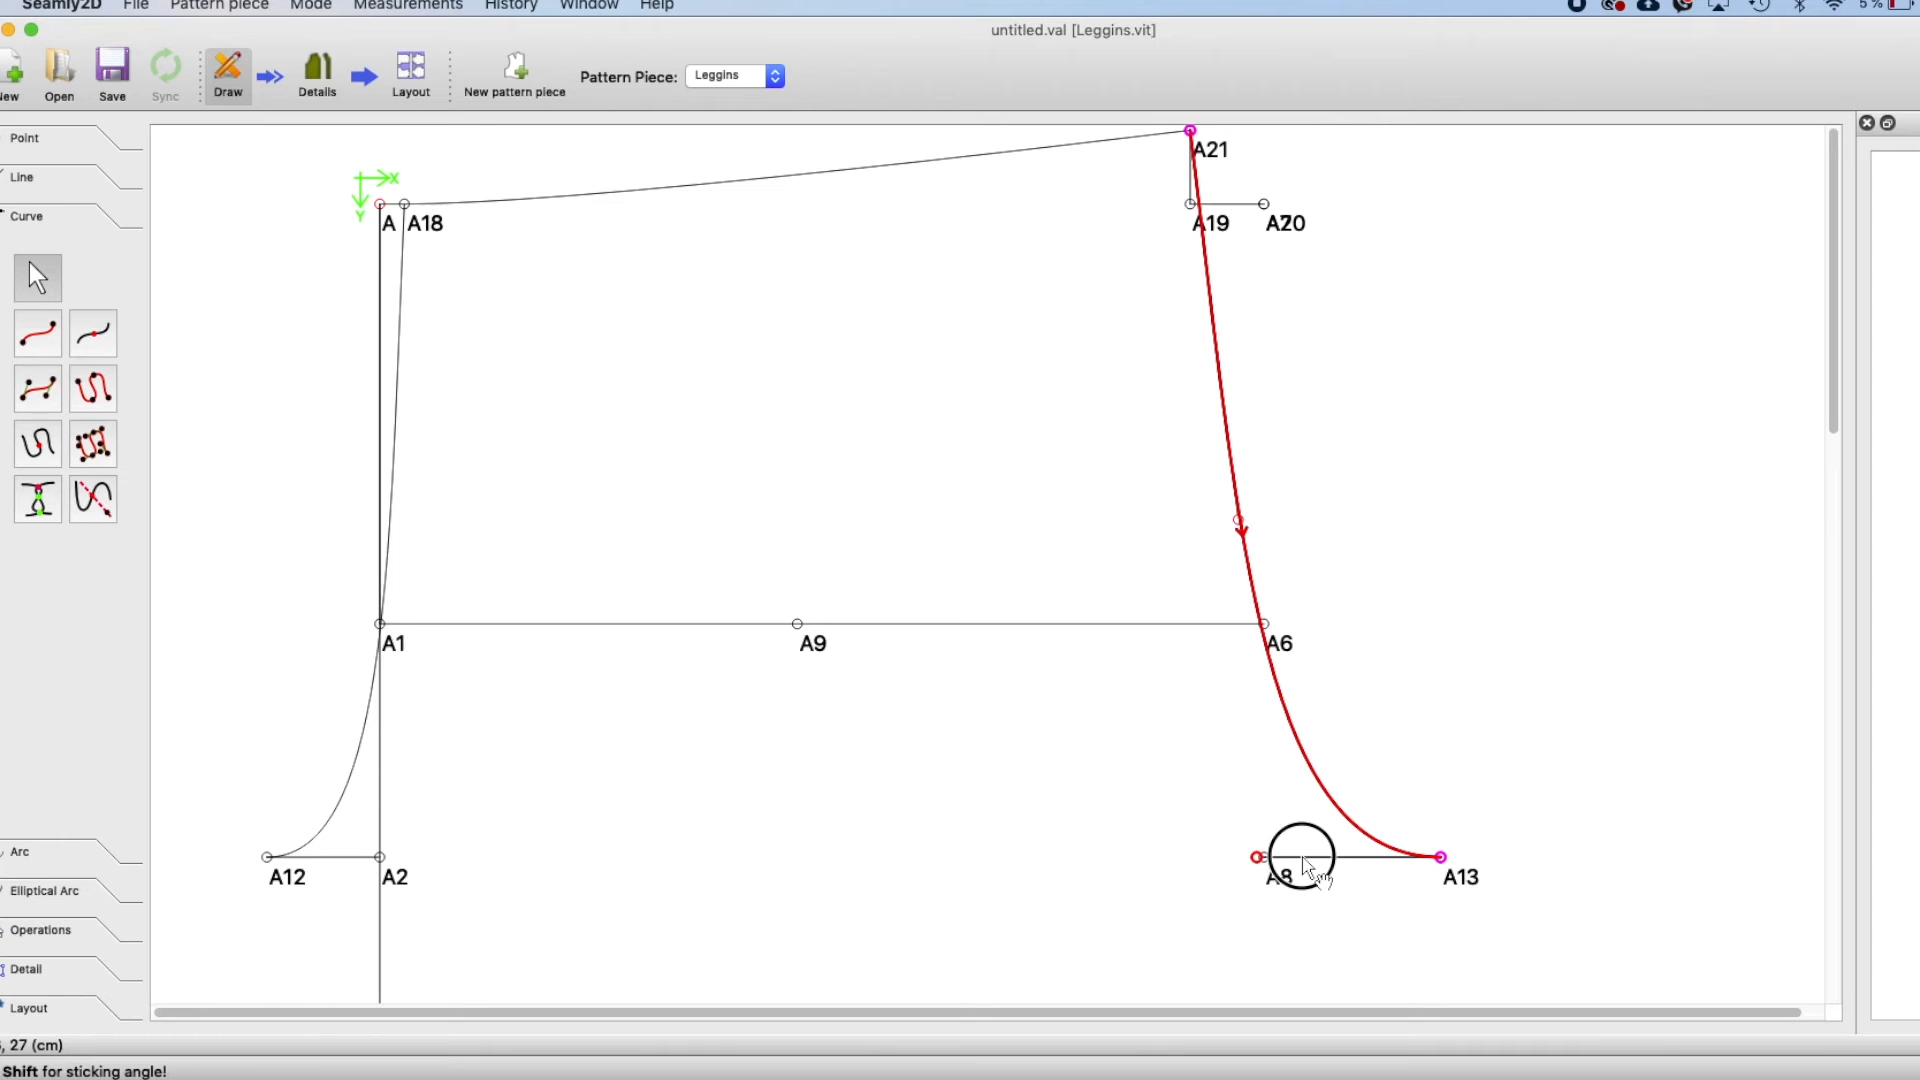 Seamly2D File Pattern piece Mode Measurements History Window Help 5 %
untitled.val [Leggins.vit]
Open Save Sync Draw Details Layout New pattern piece Pattern Piece: Leggins
Point
Line
Curve
Arc
Elliptical Arc
Operations
Detail
Layout
X
Y
A A18
A21
A19
A1
A9
A6
A12
A2
A8
A13
, 27 (cm)
Shift for sticking angle!